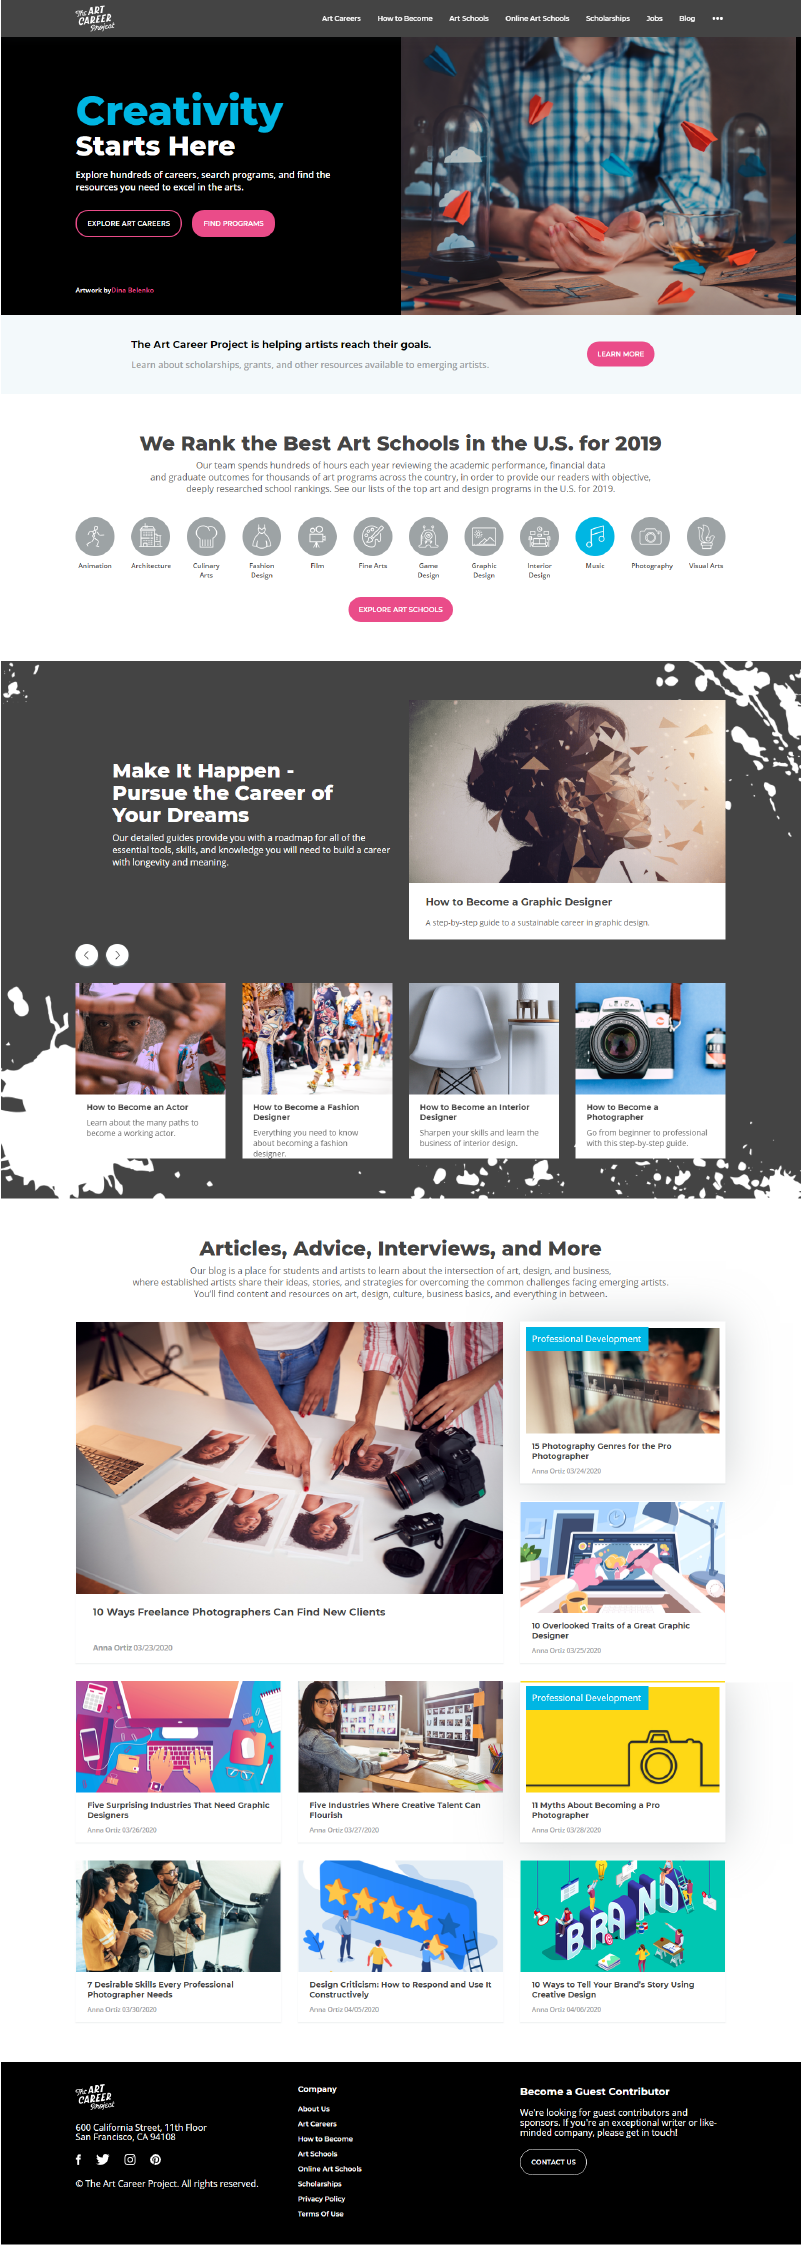 The ART CAREER Project
Art Careers How to Become Art Schools Online Art Schools Scholarships Jobs Blog •••
Creativity
Starts Here
Explore hundreds of careers, search programs, and find the
resources you need to excel in the arts.
EXPLORE ART CAREERS FIND PROGRAMS
Artwork by Dina Belenko
The Art Career Project is helping artists reach their goals.
Learn about scholarships, grants, and other resources available to emerging artists.
LEARN MORE
We Rank the Best Art Schools in the U.S. for 2019
Our team spends hundreds of hours each year reviewing the academic performance, financial data
and graduate outcomes for thousands of art programs across the country, in order to provide our readers with objective,
deeply researched school rankings. See our lists of the top art and design programs in the U.S. for 2019.
Animation
Architecture
Culinary
Arts
Fashion
Design
Film
Fine Arts
Game
Design
Graphic
Design
Interior
Design
Music
Photography
Visual Arts
EXPLORE ART SCHOOLS
Make It Happen -
Pursue the Career of
Your Dreams
Our detailed guides provide you with a roadmap for all of the
essential tools, skills, and knowledge you will need to build a career
with longevity and meaning.
How to Become a Graphic Designer
A step-by-step guide to a sustainable career in graphic design.
How to Become an Actor
Learn about the many paths to
become a working actor.
How to Become a Fashion
Designer
Everything you need to know
about becoming a fashion
designer.
How to Become an Interior
Designer
Sharpen your skills and learn the
business of interior design.
LEICA
How to Become a
Photographer
Go from beginner to professional
with this step-by-step guide.
Articles, Advice, Interviews, and More
Our blog is a place for students and artists to learn about the intersection of art, design, and business,
where established artists share their ideas, stories, and strategies for overcoming the common challenges facing emerging artists.
You'll find content and resources on art, design, culture, business basics, and everything in between.
10 Ways Freelance Photographers Can Find New Clients
Anna Ortiz 03/23/2020
Professional Development
15 Photography Genres for the Pro
Photographer
Anna Ortiz 03/24/2020
10 Overlooked Traits of a Great Graphic
Designer
Anna Ortiz 03/25/2020
Five Surprising Industries That Need Graphic
Designers
Anna Ortiz 03/26/2020
Five Industries Where Creative Talent Can
Flourish
Anna Ortiz 03/27/2020
Professional Development
11 Myths About Becoming a Pro
Photographer
Anna Ortiz 03/28/2020
7 Desirable Skills Every Professional
Photographer Needs
Anna Ortiz 03/30/2020
Design Criticism: How to Respond and Use It
Constructively
Anna Ortiz 04/05/2020
BRAND
10 Ways to Tell Your Brand's Story Using
Creative Design
Anna Ortiz 04/06/2020
The ART CAREER Project
600 California Street, 11th Floor
San Francisco, CA 94108
© The Art Career Project. All rights reserved.
Company
About Us
Art Careers
How to Become
Art Schools
Online Art Schools
Scholarships
Privacy Policy
Terms Of Use
Become a Guest Contributor
We're looking for guest contributors and
sponsors. If you're an exceptional writer or like-
minded company, please get in touch!
CONTACT US